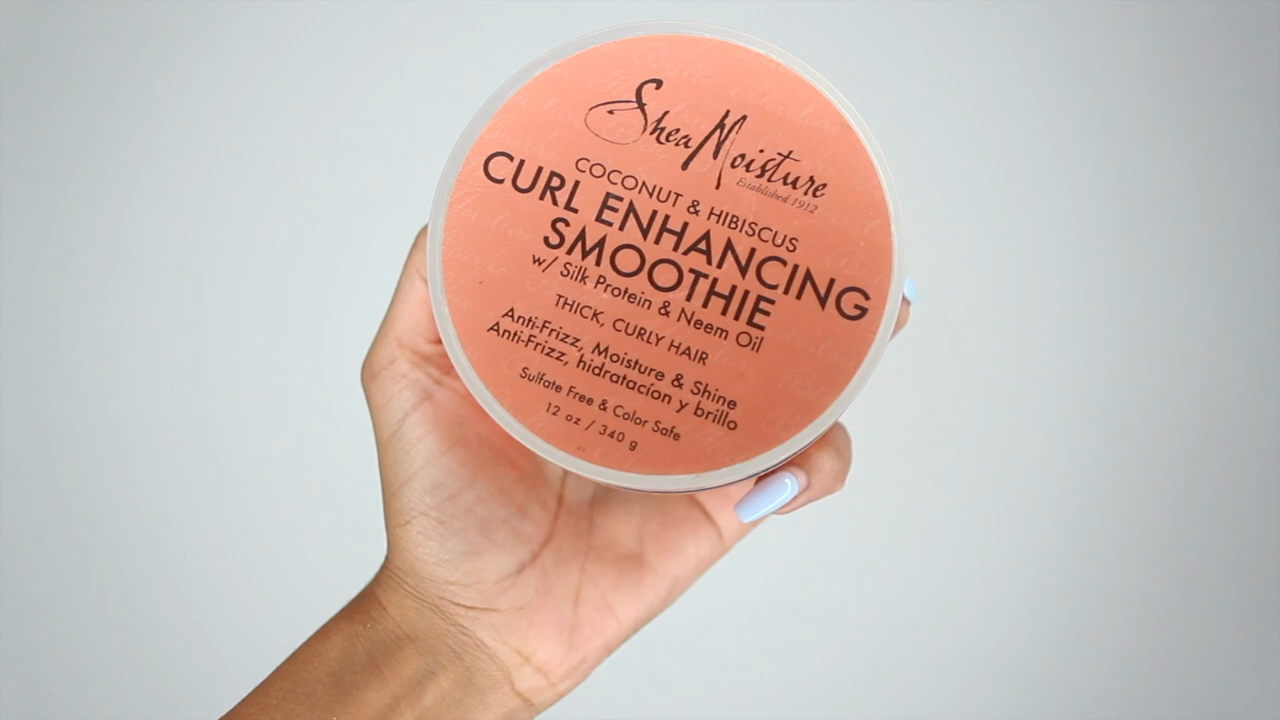 SheaMoisture
Established 1912
COCONUT & HIBISCUS
CURL ENHANCING
SMOOTHIE
w/ Silk Protein & Neem Oil
THICK, CURLY HAIR
Anti-Frizz, Moisture & Shine
Anti-Frizz, hidratacíon y brillo
Sulfate Free & Color Safe
12 oz / 340 g